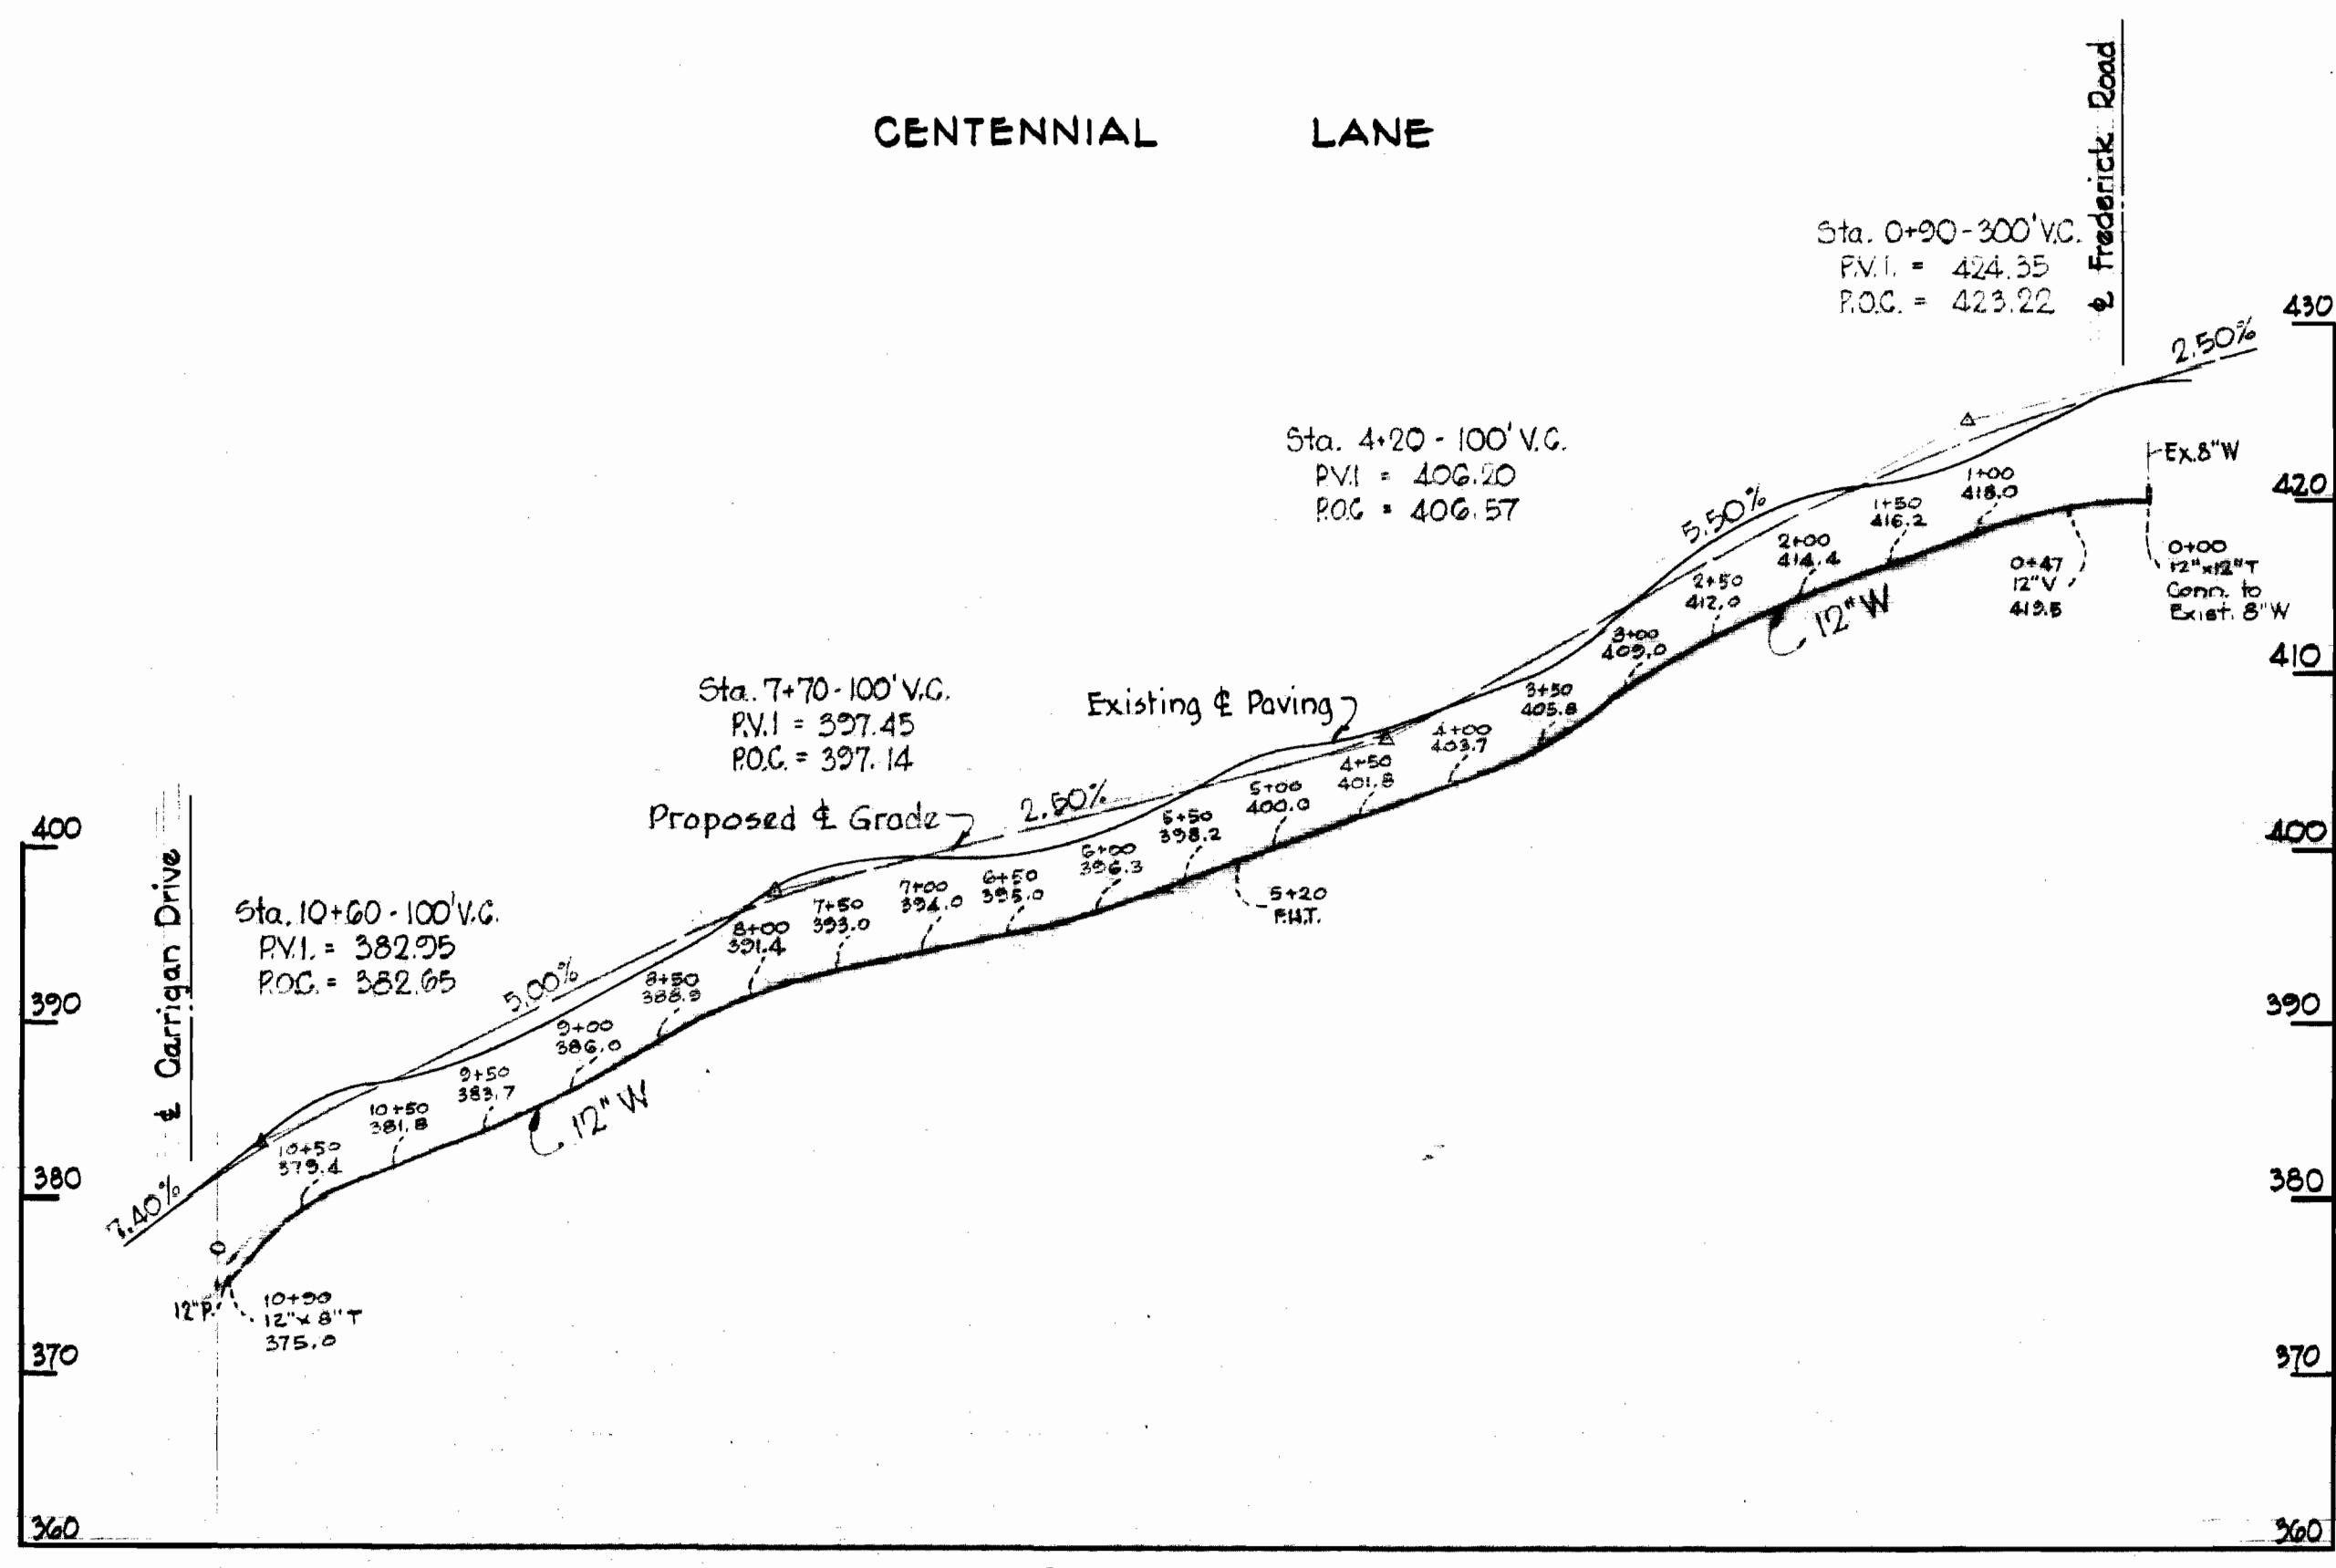 CENTENNIAL LANE
℄ Frederick Road
Sta. 0+90-300' V.C.
P.V.I. = 424.35
P.O.C. = 423.22
430
2.50%
Sta. 4+20 - 100' V.C.
P.V.I = 406.20
P.O.C = 406.57
5.50%
Ex.8"W
420
420
1+00
418.0
1+50
416.2
2+00
414.4
2+50
412.0
12"W
0+47
12"V
419.5
0+00
12"x12"T
Conn. to
Exist. 8"W
410
3+00
409.0
3+50
405.8
4+00
403.7
4+50
401.8
5+00
400.0
5+50
398.2
5+20
F.H.T.
Sta. 7+70-100' V.C.
P.V.I = 397.45
P.O.C. = 397.14
Existing ℄ Paving
Proposed ℄ Grade
2.50%
6+00
396.3
6+50
395.0
7+00
394.0
7+50
393.0
8+00
391.4
8+50
388.9
9+00
386.0
9+50
383.7
10+50
381.8
10+50
379.4
400
400
℄ Carrigan Drive
Sta. 10+60-100' V.C.
P.V.I. = 382.95
P.O.C. = 382.65
5.00%
12"W
390
390
380
380
7.40%
12"P.
10+90
12"x 8"T
375.0
370
370
360
360